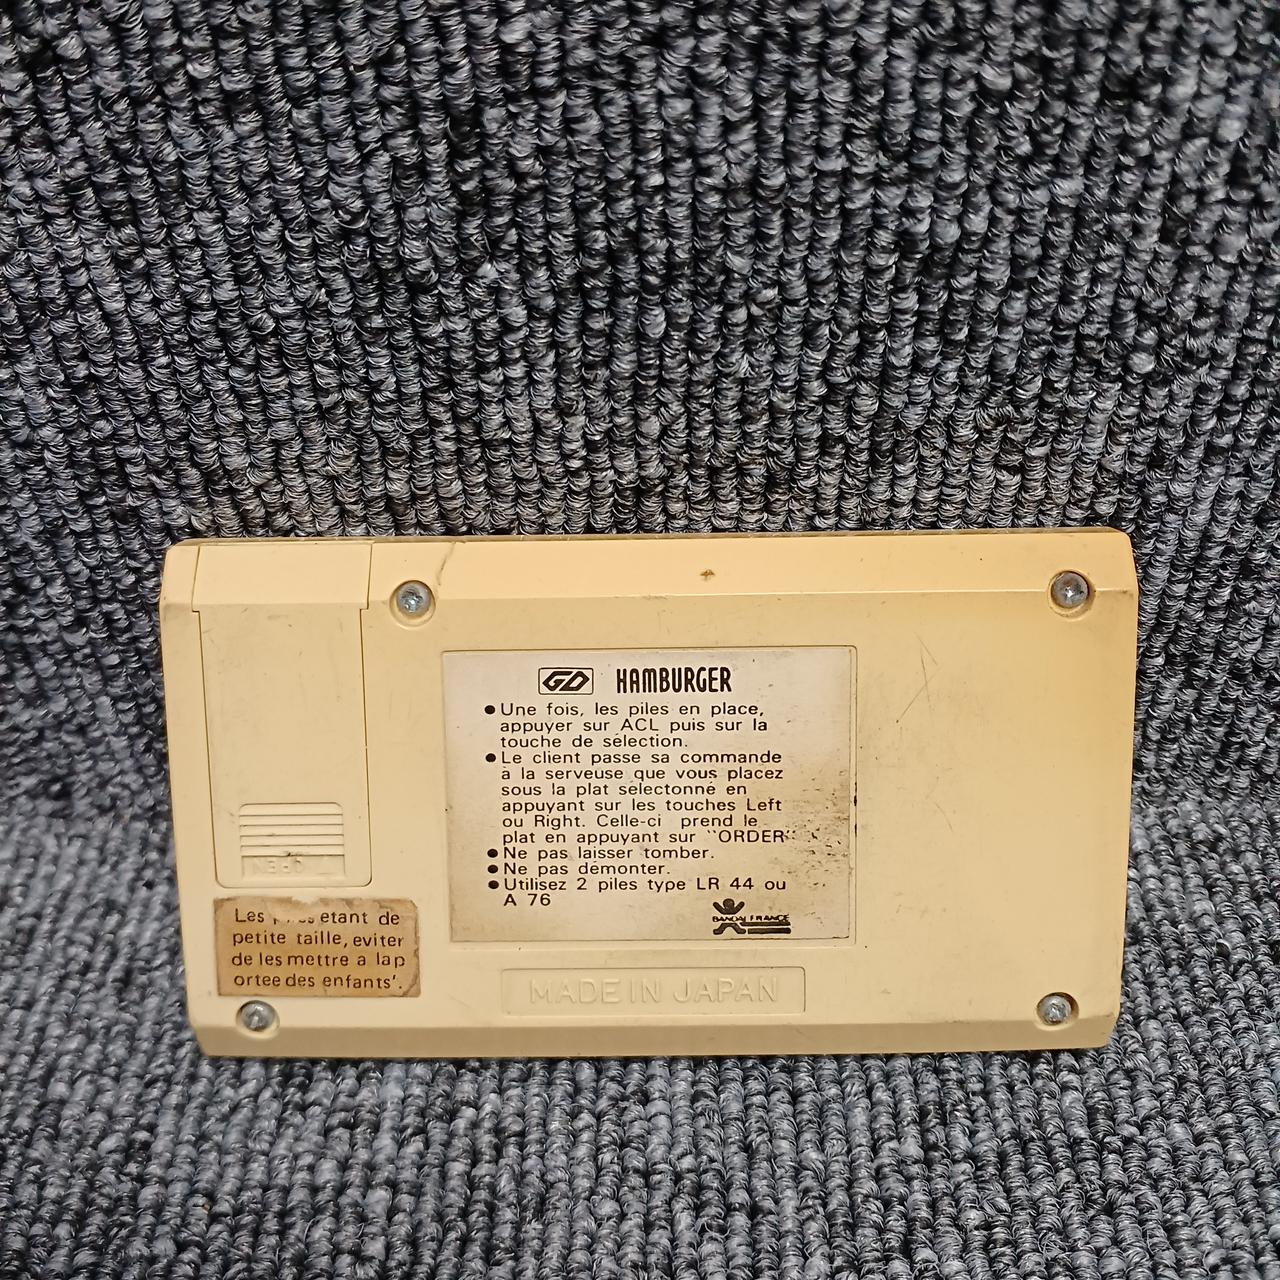 GD HAMBURGER
● Une fois, les piles en place,
appuyer sur ACL puis sur la
touche de sélection.
● Le client passe sa commande
à la serveuse que vous placez
sous la plat sélectonné en
appuyant sur les touches Left
ou Right. Celle-ci prend le
plat en appuyant sur ``ORDER``
● Ne pas laisser tomber.
● Ne pas démonter.
● Utilisez 2 piles type LR 44 ou
A 76
BANDAI FRANCE
OPEN
Les etant de
petite taille, eviter
de les mettre a lap
ortee des enfants'.
MADE IN JAPAN